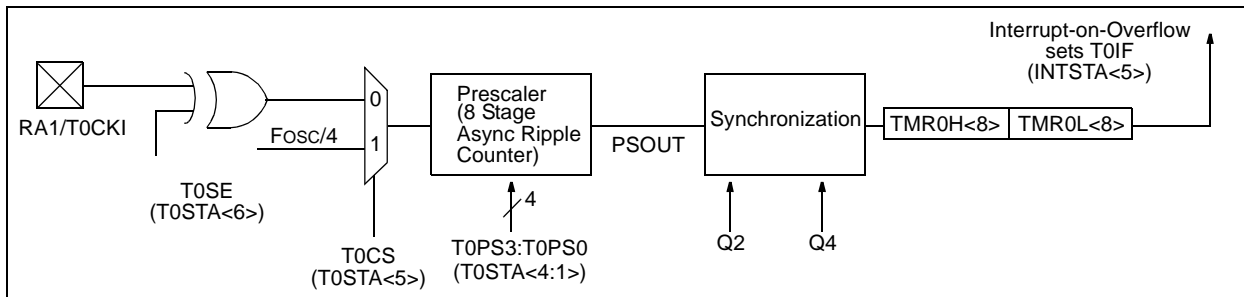 Interrupt-on-Overflow
sets T0IF
(INTSTA<5>)
RA1/T0CKI
0
FOSC/4
1
Prescaler
(8 Stage
Async Ripple
Counter)
PSOUT
Synchronization
TMR0H<8> TMR0L<8>
T0SE
(T0STA<6>)
4
T0CS
(T0STA<5>)
T0PS3:T0PS0
(T0STA<4:1>)
Q2
Q4